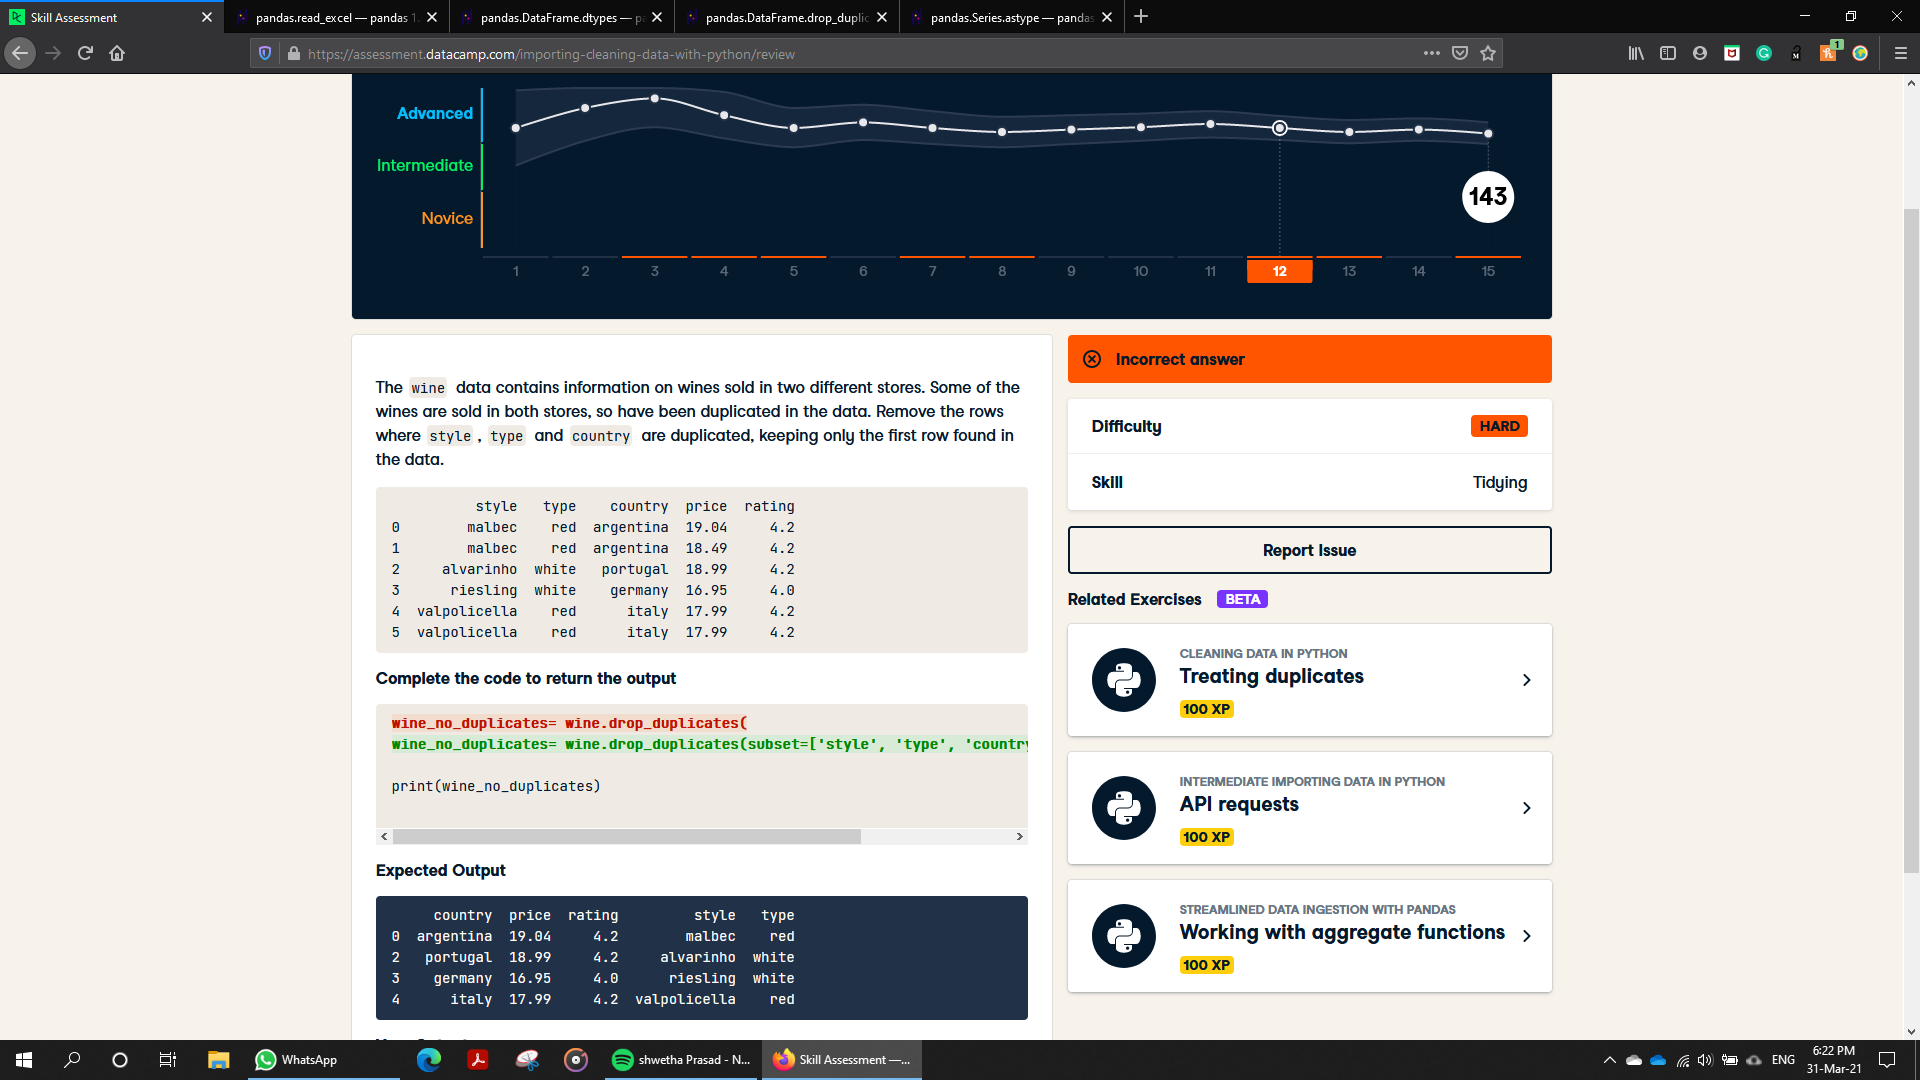 Skill Assessment
pandas.read_excel — pandas 1.
pandas.DataFrame.dtypes — p
pandas.DataFrame.drop_duplic
pandas.Series.astype — pandas
https://assessment.datacamp.com/importing-cleaning-data-with-python/review
1
Advanced
Intermediate
Novice
143
1 2 3 4 5 6 7 8 9 10 11 12 13 14 15
The wine data contains information on wines sold in two different stores. Some of the
wines are sold in both stores, so have been duplicated in the data. Remove the rows
where style, type and country are duplicated, keeping only the first row found in
the data.
style type country price rating
0 malbec red argentina 19.04 4.2
1 malbec red argentina 18.49 4.2
2 alvarinho white portugal 18.99 4.2
3 riesling white germany 16.95 4.0
4 valpolicella red italy 17.99 4.2
5 valpolicella red italy 17.99 4.2
Complete the code to return the output
wine_no_duplicates= wine.drop_duplicates(
wine_no_duplicates= wine.drop_duplicates(subset=['style', 'type', 'country
print(wine_no_duplicates)
Expected Output
country price rating style type
0 argentina 19.04 4.2 malbec red
2 portugal 18.99 4.2 alvarinho white
3 germany 16.95 4.0 riesling white
4 italy 17.99 4.2 valpolicella red
Incorrect answer
Difficulty
HARD
Skill
Tidying
Report Issue
Related Exercises BETA
CLEANING DATA IN PYTHON
Treating duplicates
100 XP
INTERMEDIATE IMPORTING DATA IN PYTHON
API requests
100 XP
STREAMLINED DATA INGESTION WITH PANDAS
Working with aggregate functions
100 XP
WhatsApp
shwetha Prasad - N...
Skill Assessment —...
ENG
6:22 PM
31-Mar-21